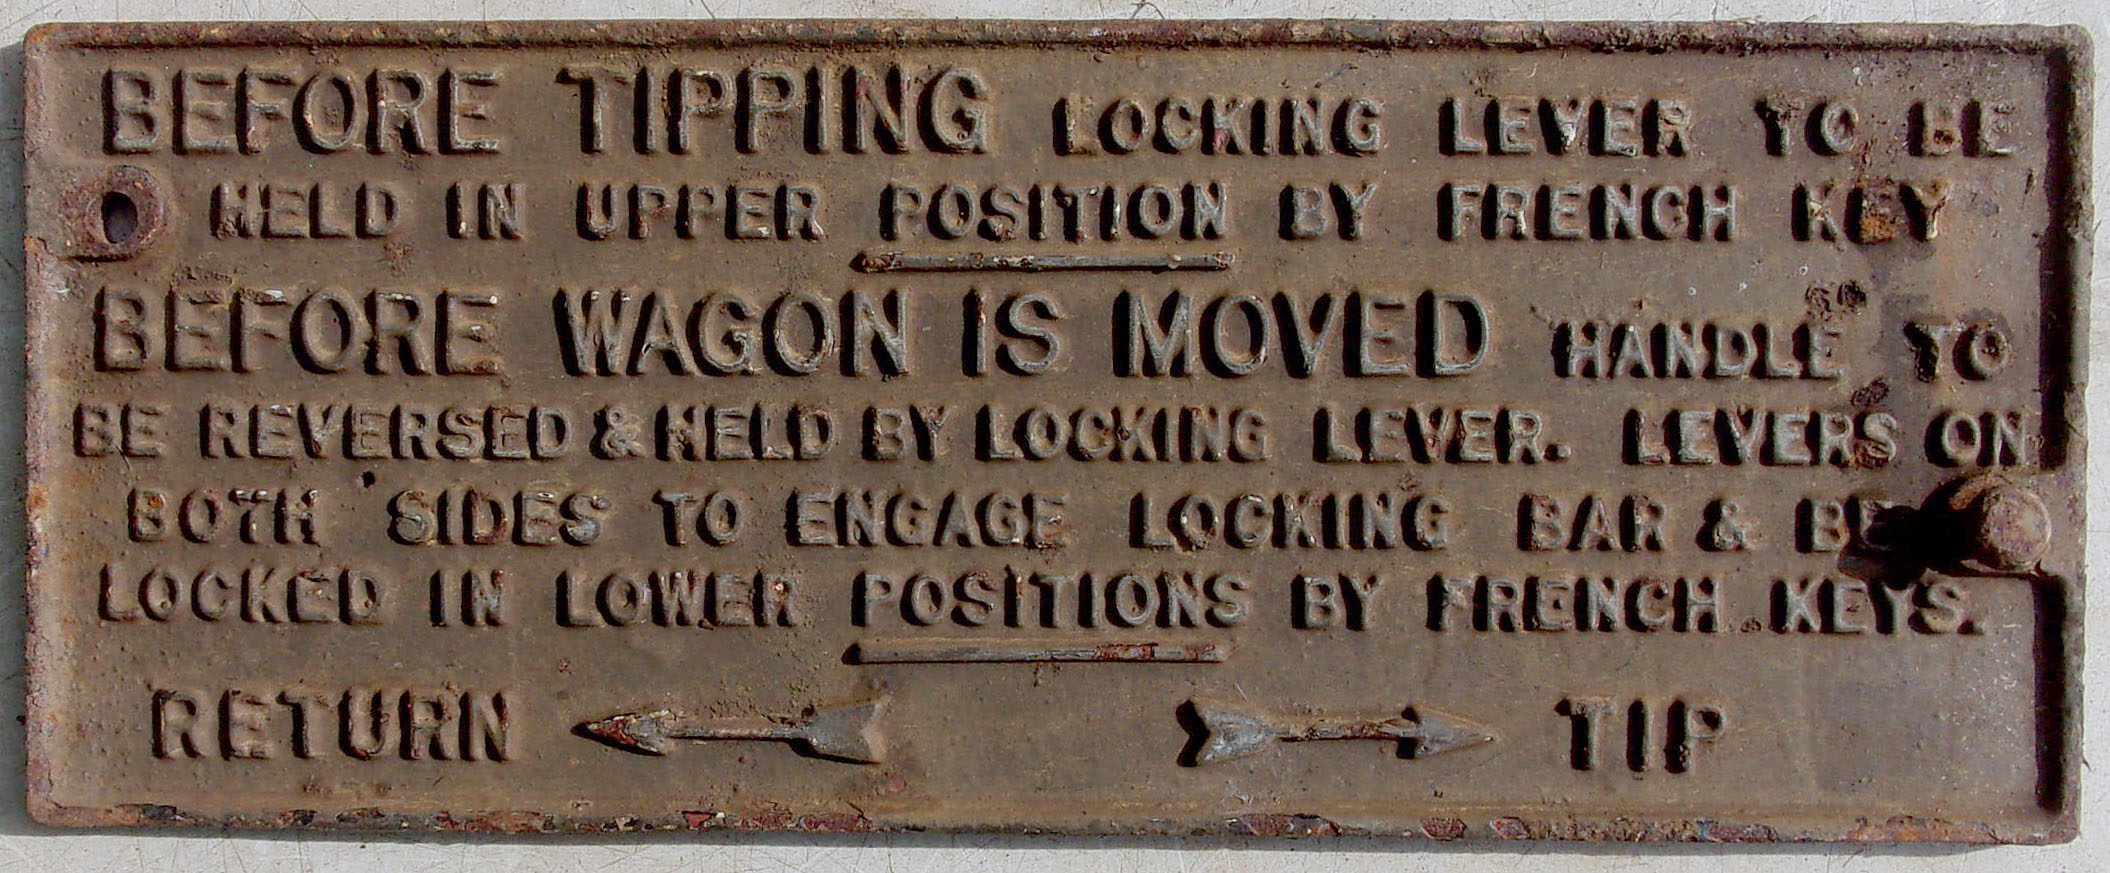 BEFORE TIPPING LOCKING LEVER TO BE
HELD IN UPPER POSITION BY FRENCH KEY
BEFORE WAGON IS MOVED HANDLE TO
BE REVERSED & HELD BY LOCKING LEVER. LEVERS ON
BOTH SIDES TO ENGAGE LOCKING BAR & BE
LOCKED IN LOWER POSITIONS BY FRENCH KEYS.
RETURN TIP